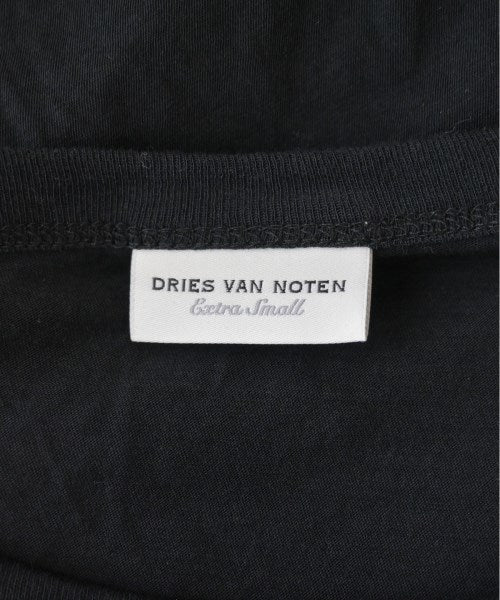 DRIES VAN NOTEN
Extra Small